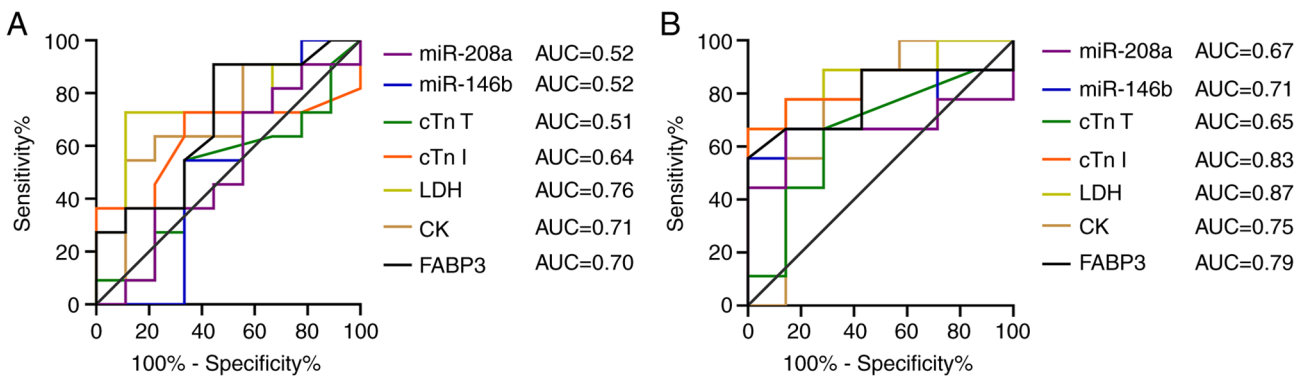 A
100
80
60
40
20
0
Sensitivity%
0 20 40 60 80 100
100% - Specificity%
miR-208a AUC=0.52
miR-146b AUC=0.52
cTn T AUC=0.51
cTn I AUC=0.64
LDH AUC=0.76
CK AUC=0.71
FABP3 AUC=0.70
B
100
80
60
40
20
0
Sensitivity%
0 20 40 60 80 100
100% - Specificity%
miR-208a AUC=0.67
miR-146b AUC=0.71
cTn T AUC=0.65
cTn I AUC=0.83
LDH AUC=0.87
CK AUC=0.75
FABP3 AUC=0.79